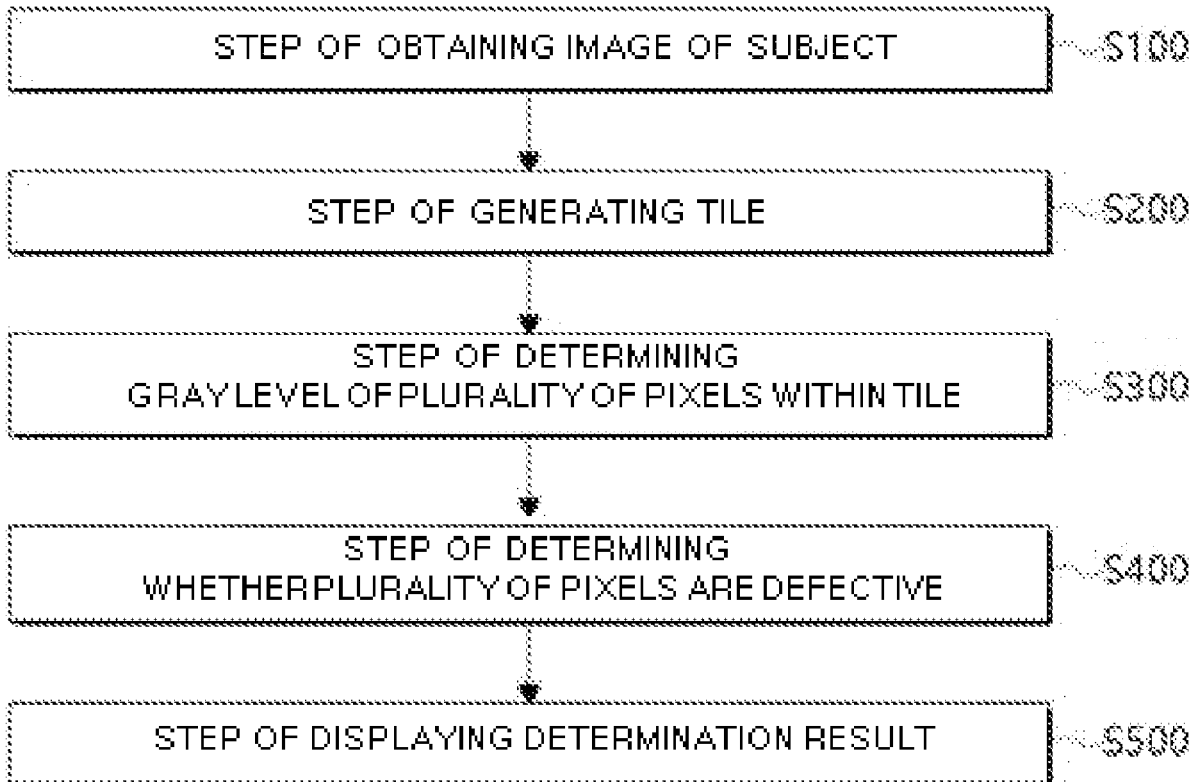 STEP OF OBTAINING IMAGE OF SUBJECT
S100
STEP OF GENERATING TILE
S200
STEP OF DETERMINING
GRAY LEVEL OF PLURALITY OF PIXELS WITHIN TILE
S300
STEP OF DETERMINING
WHETHER PLURALITY OF PIXELS ARE DEFECTIVE
S400
STEP OF DISPLAYING DETERMINATION RESULT
S500